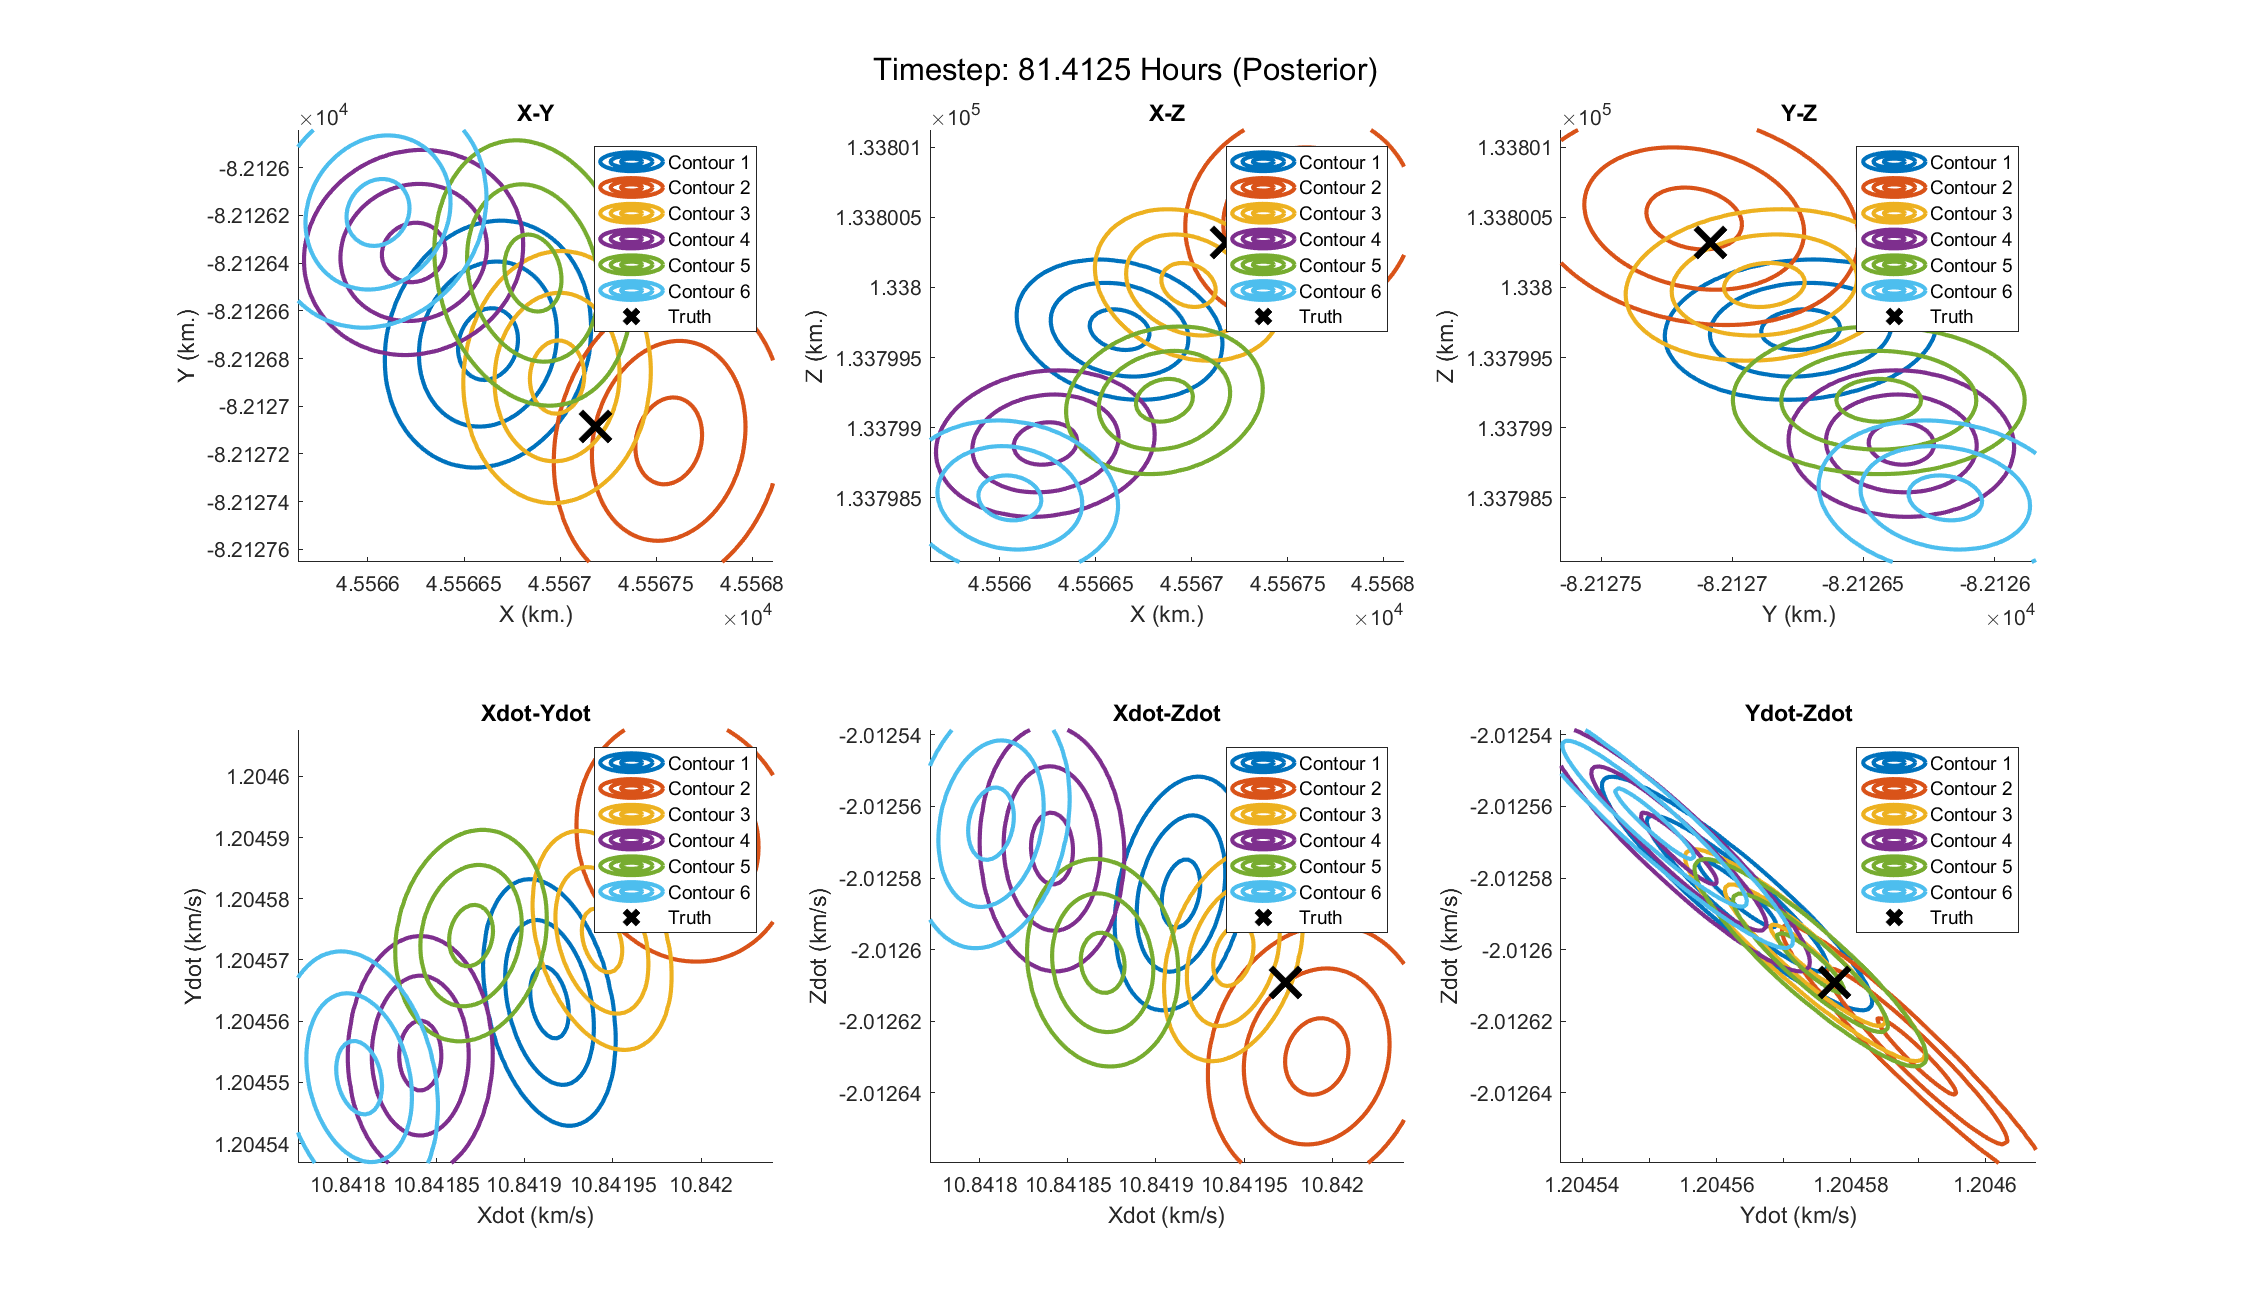 Timestep: 81.4125 Hours (Posterior)
×10^4
X-Y
-8.2126
-8.21262
-8.21264
-8.21266
-8.21268
-8.2127
-8.21272
-8.21274
-8.21276
Y (km.)
4.5566 4.55665 4.5567 4.55675 4.5568
X (km.)
×10^4
Contour 1
Contour 2
Contour 3
Contour 4
Contour 5
Contour 6
Truth
×10^5
X-Z
1.33801
1.338005
1.338
1.337995
1.33799
1.337985
Z (km.)
4.5566 4.55665 4.5567 4.55675 4.5568
X (km.)
×10^4
Contour 1
Contour 2
Contour 3
Contour 4
Contour 5
Contour 6
Truth
×10^5
Y-Z
1.33801
1.338005
1.338
1.337995
1.33799
1.337985
Z (km.)
-8.21275 -8.2127 -8.21265 -8.2126
Y (km.)
×10^4
Contour 1
Contour 2
Contour 3
Contour 4
Contour 5
Contour 6
Truth
Xdot-Ydot
1.2046
1.20459
1.20458
1.20457
1.20456
1.20455
1.20454
Ydot (km/s)
10.8418 10.84185 10.8419 10.84195 10.842
Xdot (km/s)
Contour 1
Contour 2
Contour 3
Contour 4
Contour 5
Contour 6
Truth
Xdot-Zdot
-2.01254
-2.01256
-2.01258
-2.0126
-2.01262
-2.01264
Zdot (km/s)
10.8418 10.84185 10.8419 10.84195 10.842
Xdot (km/s)
Contour 1
Contour 2
Contour 3
Contour 4
Contour 5
Contour 6
Truth
Ydot-Zdot
-2.01254
-2.01256
-2.01258
-2.0126
-2.01262
-2.01264
Zdot (km/s)
1.20454 1.20456 1.20458 1.2046
Ydot (km/s)
Contour 1
Contour 2
Contour 3
Contour 4
Contour 5
Contour 6
Truth